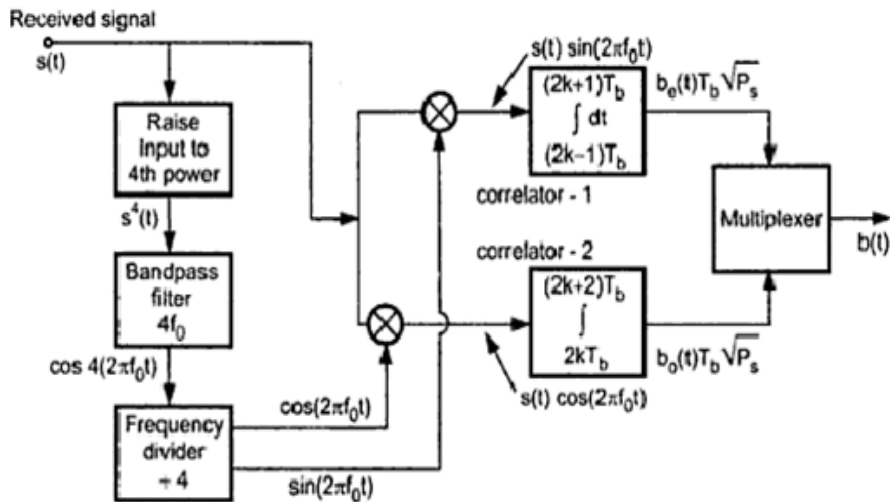 Received signal
s(t)
Raise
Input to
4th power
s⁴(t)
Bandpass
filter
4f₀
cos 4(2πf₀t)
Frequency
divider
÷ 4
cos(2πf₀t)
sin(2πf₀t)
s(t) sin(2πf₀t)
(2k+1)T_b
∫ dt
(2k−1)T_b
correlator - 1
b_e(t)T_b√P_s
correlator - 2
(2k+2)T_b
∫
2kT_b
s(t) cos(2πf₀t)
b_o(t)T_b√P_s
Multiplexer
b(t)